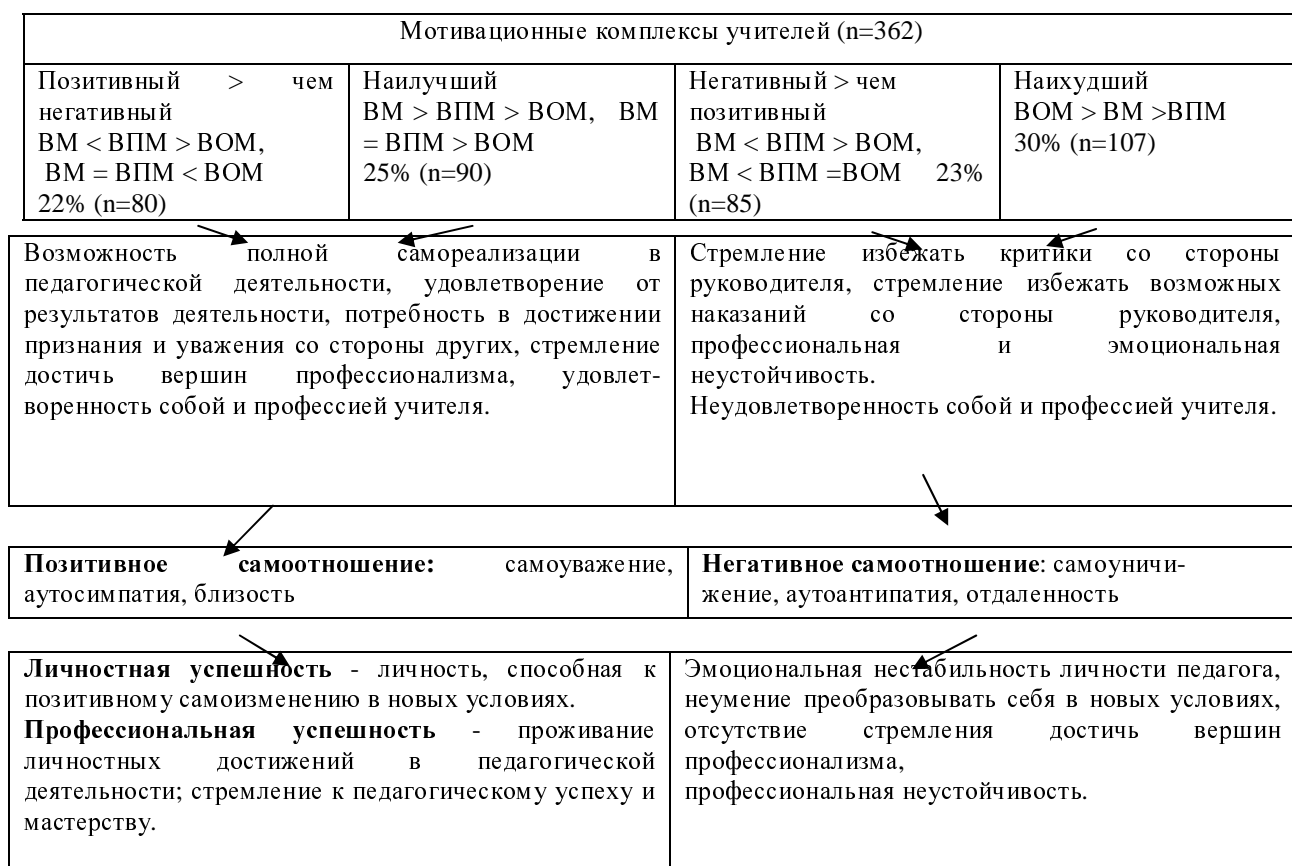 Мотивационные комплексы учителей (n=362)
Позитивный > чем
негативный
ВМ < ВПМ > ВОМ,
ВМ = ВПМ < ВОМ
22% (n=80)
Наилучший
ВМ > ВПМ > ВОМ, ВМ
= ВПМ > ВОМ
25% (n=90)
Негативный > чем
позитивный
ВМ < ВПМ > ВОМ,
ВМ < ВПМ =ВОМ 23%
(n=85)
Наихудший
ВОМ > ВМ >ВПМ
30% (n=107)
Возможность полной самореализации в
педагогической деятельности, удовлетворение от
результатов деятельности, потребность в достижении
признания и уважения со стороны других, стремление
достичь вершин профессионализма, удовлет-
воренность собой и профессией учителя.
Стремление избежать критики со стороны
руководителя, стремление избежать возможных
наказаний со стороны руководителя,
профессиональная и эмоциональная
неустойчивость.
Неудовлетворенность собой и профессией учителя.
Позитивное самоотношение: самоуважение,
аутосимпатия, близость
Негативное самоотношение: самоуничи-
жение, аутоантипатия, отдаленность
Личностная успешность - личность, способная к
позитивному самоизменению в новых условиях.
Профессиональная успешность - проживание
личностных достижений в педагогической
деятельности; стремление к педагогическому успеху и
мастерству.
Эмоциональная нестабильность личности педагога,
неумение преобразовывать себя в новых условиях,
отсутствие стремления достичь вершин
профессионализма,
профессиональная неустойчивость.